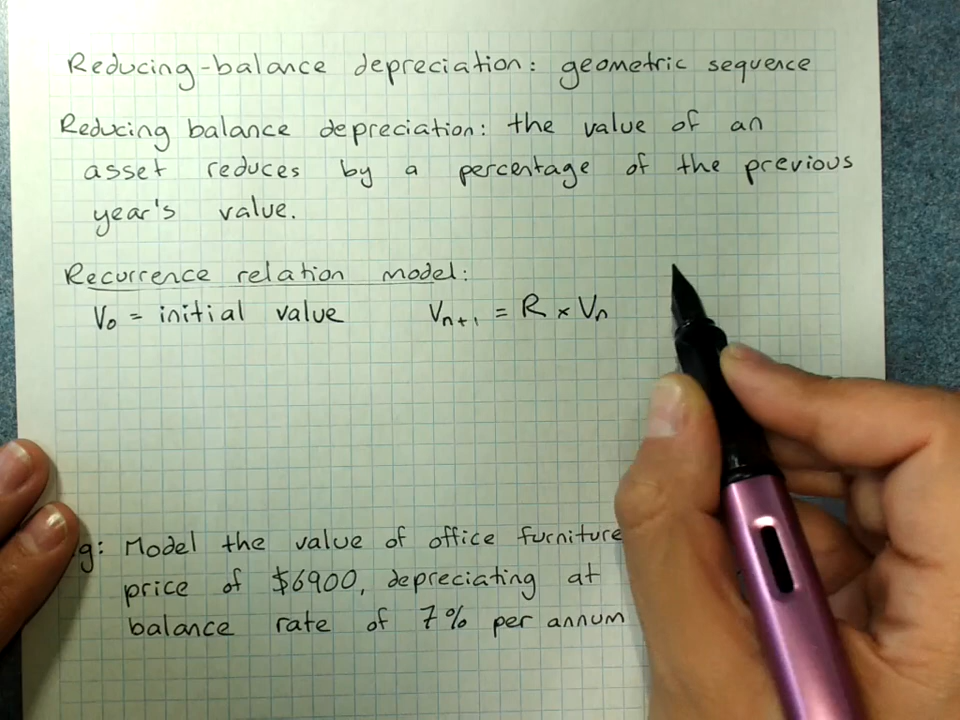 Reducing-balance depreciation: geometric sequence
Reducing balance depreciation: the value of an
asset reduces by a percentage of the previous
year's value.
Recurrence relation model:
V₀ = initial value Vₙ₊₁ = R × Vₙ
g: Model the value of office furniture
price of $6900, depreciating at
balance rate of 7% per annum